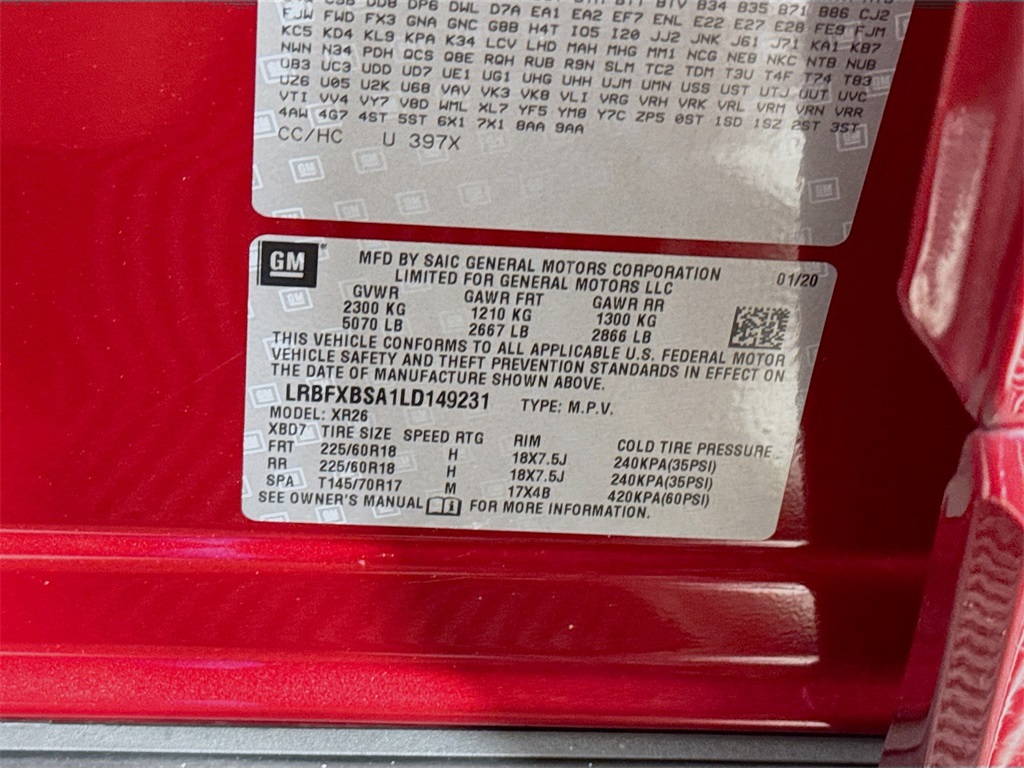 EJW FWD FX3 GNA GNC G8B H4T IO5 I20 JJ2 JNK J61 J71 KA1 KB7
KC5 KD4 KL9 KPA K34 LCV LHD MAH MHG MM1 NCG NE8 NKC NTB NUB
NWN N34 PDH QCS Q8E RQH RUB R9N SLM TC2 TDM T3U T4F T74 T83
UB3 UC3 UDD UD7 UE1 UG1 UHG UHH UJM UMN USS UST UTJ UUT UVC
UZ6 U05 U2K U68 VAV VK3 VK8 VLI VRG VRH VRK VRL VRM VRN VRR
VTI VV4 VY7 V8D WML XL7 YF5 YM8 Y7C ZP5 0ST 1SD 1SZ 2ST 3ST
4AW 4G7 4ST 5ST 6X1 7X1 8AA 9AA
CC/HC U 397X
GM
MFD BY SAIC GENERAL MOTORS CORPORATION
LIMITED FOR GENERAL MOTORS LLC
01/20
GVWR GAWR FRT GAWR RR
2300 KG 1210 KG 1300 KG
5070 LB 2667 LB 2866 LB
THIS VEHICLE CONFORMS TO ALL APPLICABLE U.S. FEDERAL MOTOR
VEHICLE SAFETY AND THEFT PREVENTION STANDARDS IN EFFECT ON
THE DATE OF MANUFACTURE SHOWN ABOVE.
LRBFXBSA1LD149231 TYPE: M.P.V.
MODEL: XR26
XBD7 TIRE SIZE SPEED RTG RIM COLD TIRE PRESSURE
FRT 225/60R18 H 18X7.5J 240KPA(35PSI)
RR 225/60R18 H 18X7.5J 240KPA(35PSI)
SPA T145/70R17 M 17X4B 420KPA(60PSI)
SEE OWNER'S MANUAL FOR MORE INFORMATION.